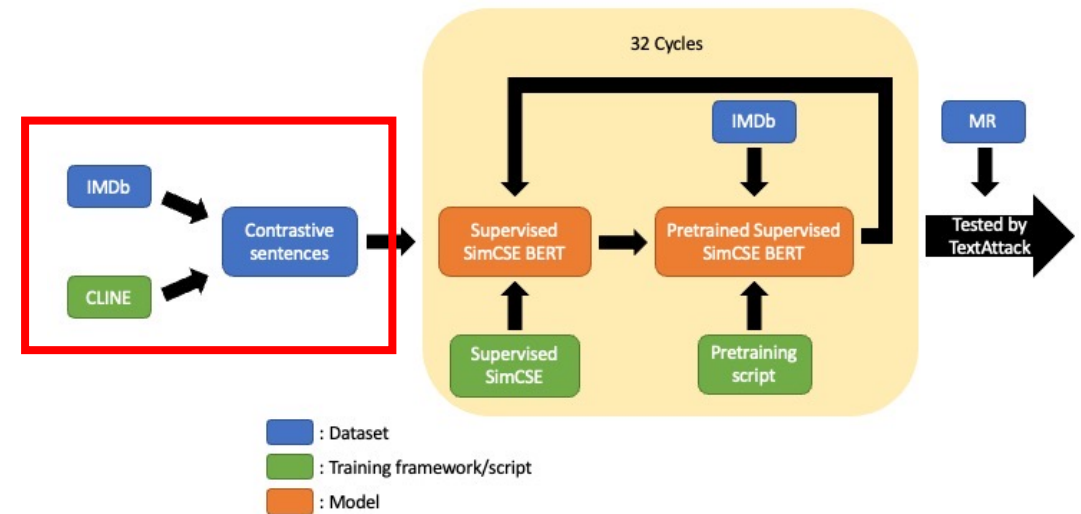 32 Cycles
IMDb
CLINE
Contrastive
sentences
Supervised
SimCSE BERT
Supervised
SimCSE
IMDb
Pretrained Supervised
SimCSE BERT
Pretraining
script
MR
Tested by
TextAttack
: Dataset
: Training framework/script
: Model